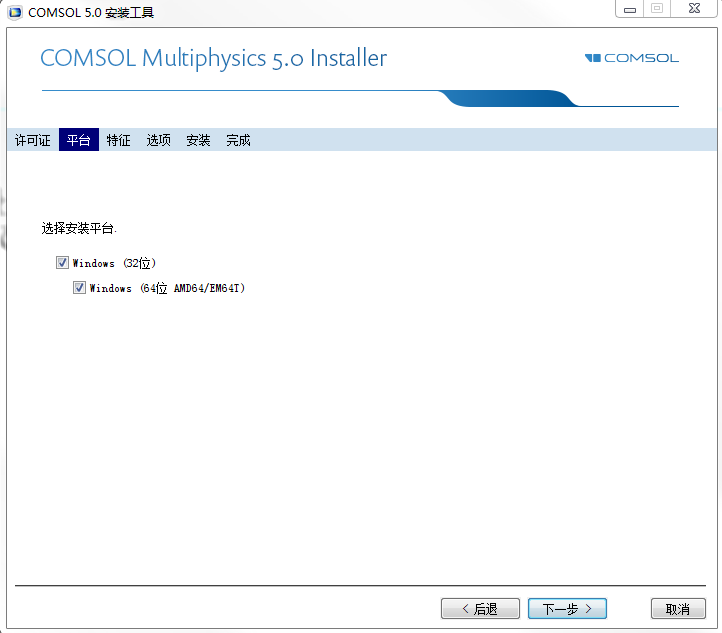 COMSOL 5.0 安装工具
COMSOL Multiphysics 5.0 Installer
COMSOL
许可证 平台 特征 选项 安装 完成
选择安装平台.
Windows (32位)
Windows (64位 AMD64/EM64T)
< 后退 下一步 > 取消